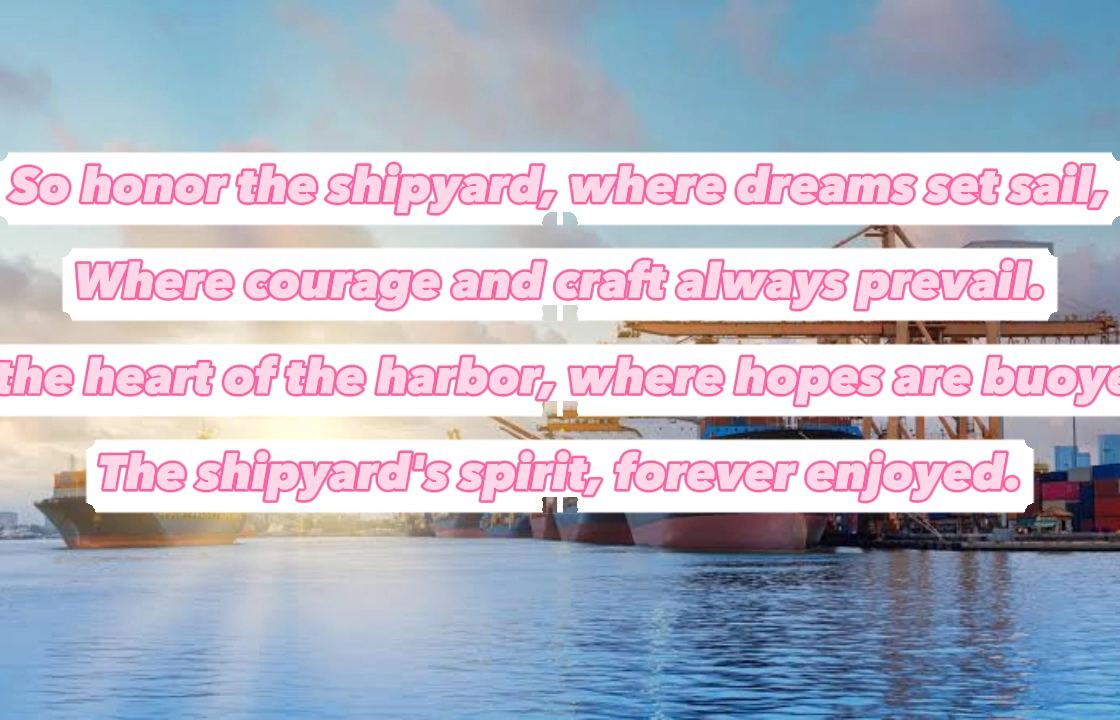 So honor the shipyard, where dreams set sail,
Where courage and craft always prevail.
the heart of the harbor, where hopes are
The shipyard's spirit, forever enjoyed.